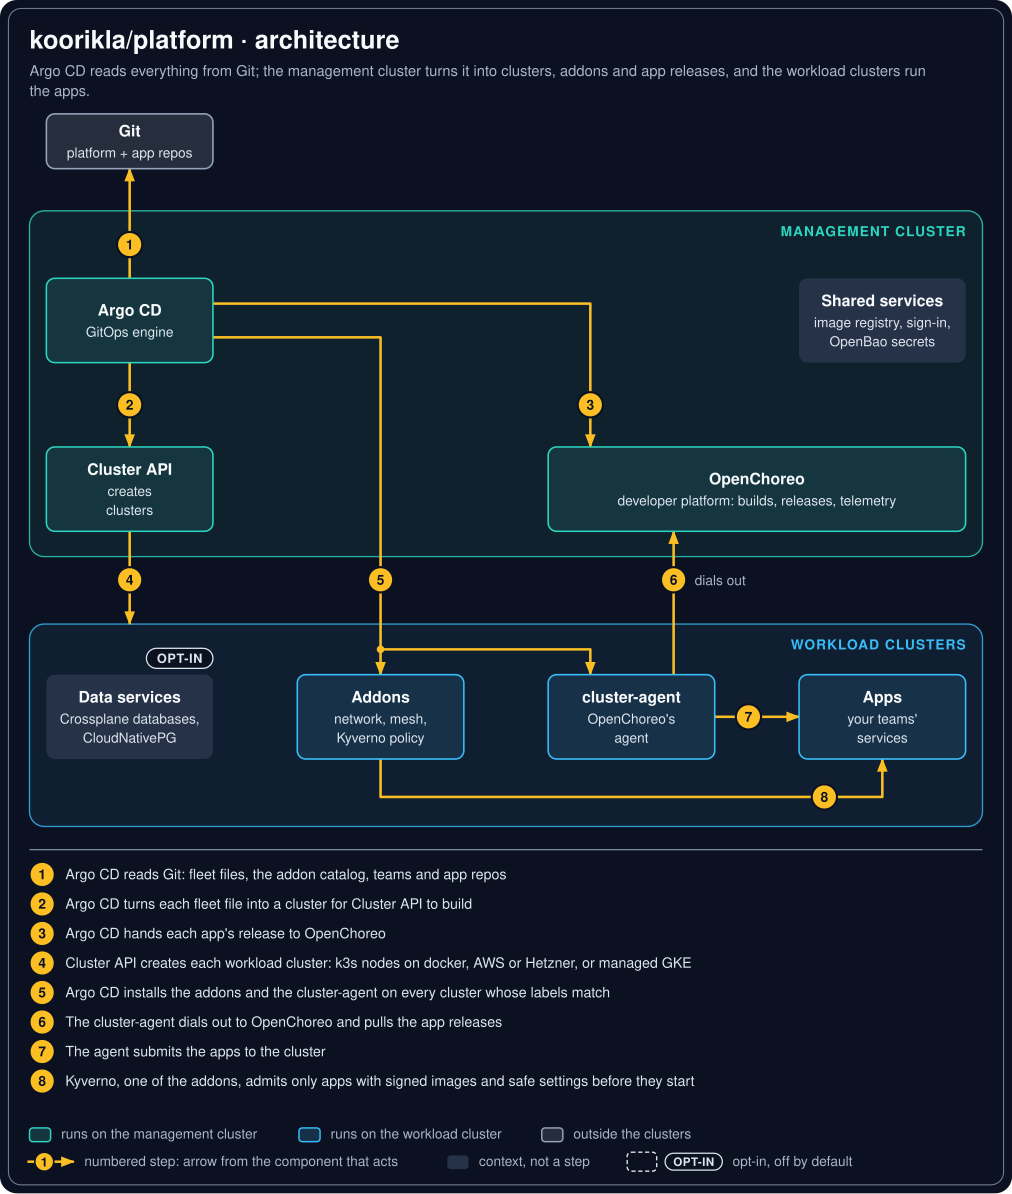 koorikla/platform · architecture
Argo CD reads everything from Git; the management cluster turns it into clusters, addons and app releases, and the workload clusters run
the apps.
Git
platform + app repos
MANAGEMENT CLUSTER
1
Argo CD
GitOps engine
Shared services
image registry, sign-in,
OpenBao secrets
2
3
Cluster API
creates
clusters
OpenChoreo
developer platform: builds, releases, telemetry
4
5
6
dials out
WORKLOAD CLUSTERS
OPT-IN
Data services
Crossplane databases,
CloudNativePG
Addons
network, mesh,
Kyverno policy
cluster-agent
OpenChoreo's
agent
7
Apps
your teams'
services
8
1 Argo CD reads Git: fleet files, the addon catalog, teams and app repos
2 Argo CD turns each fleet file into a cluster for Cluster API to build
3 Argo CD hands each app's release to OpenChoreo
4 Cluster API creates each workload cluster: k3s nodes on docker, AWS or Hetzner, or managed GKE
5 Argo CD installs the addons and the cluster-agent on every cluster whose labels match
6 The cluster-agent dials out to OpenChoreo and pulls the app releases
7 The agent submits the apps to the cluster
8 Kyverno, one of the addons, admits only apps with signed images and safe settings before they start
runs on the management cluster
runs on the workload cluster
outside the clusters
1 numbered step: arrow from the component that acts
context, not a step
OPT-IN opt-in, off by default